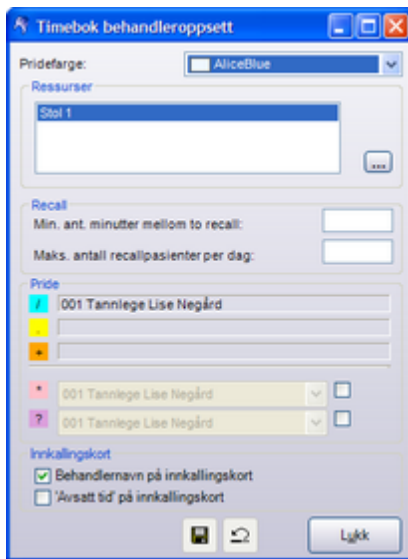 Timebok behandleroppsett
Pridefarge: AliceBlue
Ressurser
Stol 1
...
Recall
Min. ant. minutter mellom to recall:
Maks. antall recallpasienter per dag:
Pride
/ 001 Tannlege Lise Negård
.
+
* 001 Tannlege Lise Negård
? 001 Tannlege Lise Negård
Innkallingskort
Behandlernavn på innkallingskort
'Avsatt tid' på innkallingskort
Lukk